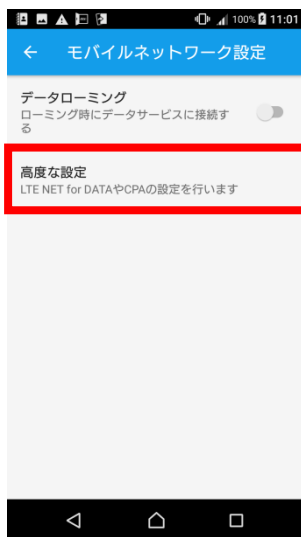 100% 11:01
モバイルネットワーク設定
データローミング
ローミング時にデータサービスに接続す
る
高度な設定
LTE NET for DATAやCPAの設定を行います